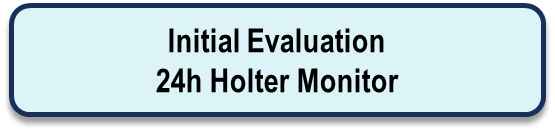 Initial Evaluation
24h Holter Monitor